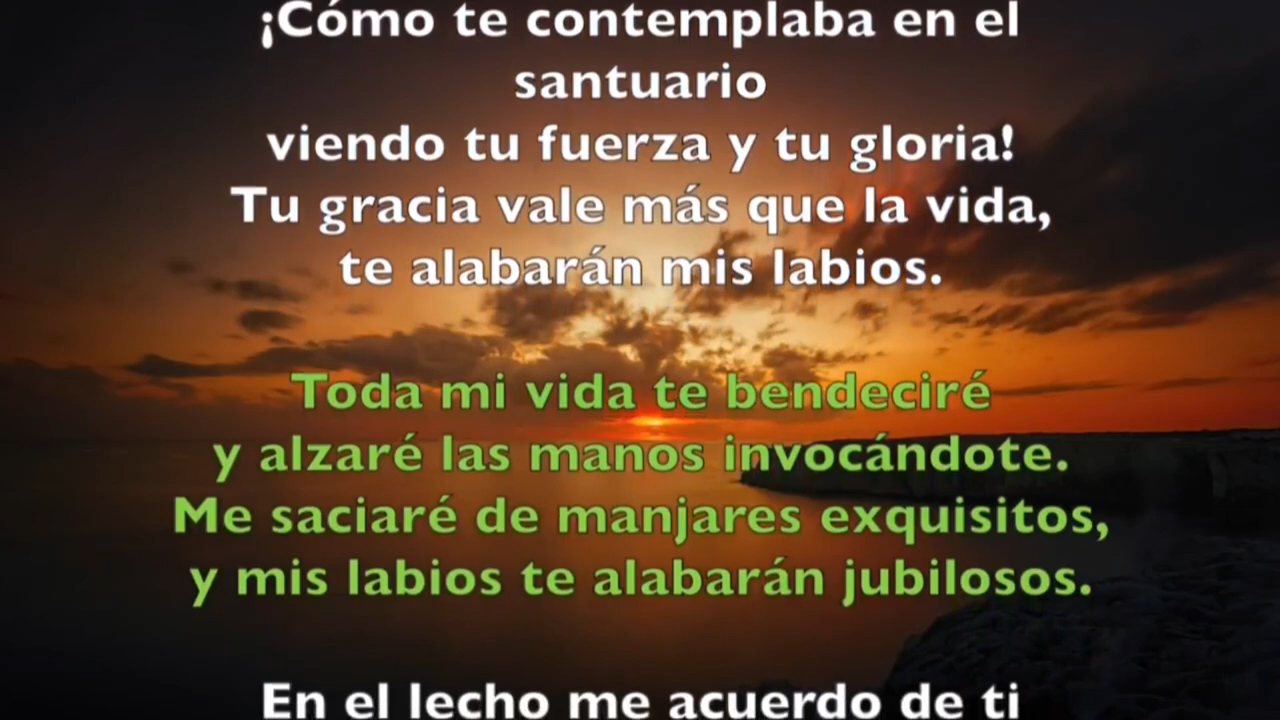 ¡Cómo te contemplaba en el
santuario
viendo tu fuerza y tu gloria!
Tu gracia vale más que la vida,
te alabarán mis labios.
Toda mi vida te bendeciré
y alzaré las manos invocándote.
Me saciaré de manjares exquisitos,
y mis labios te alabarán jubilosos.
En el lecho me acuerdo de ti